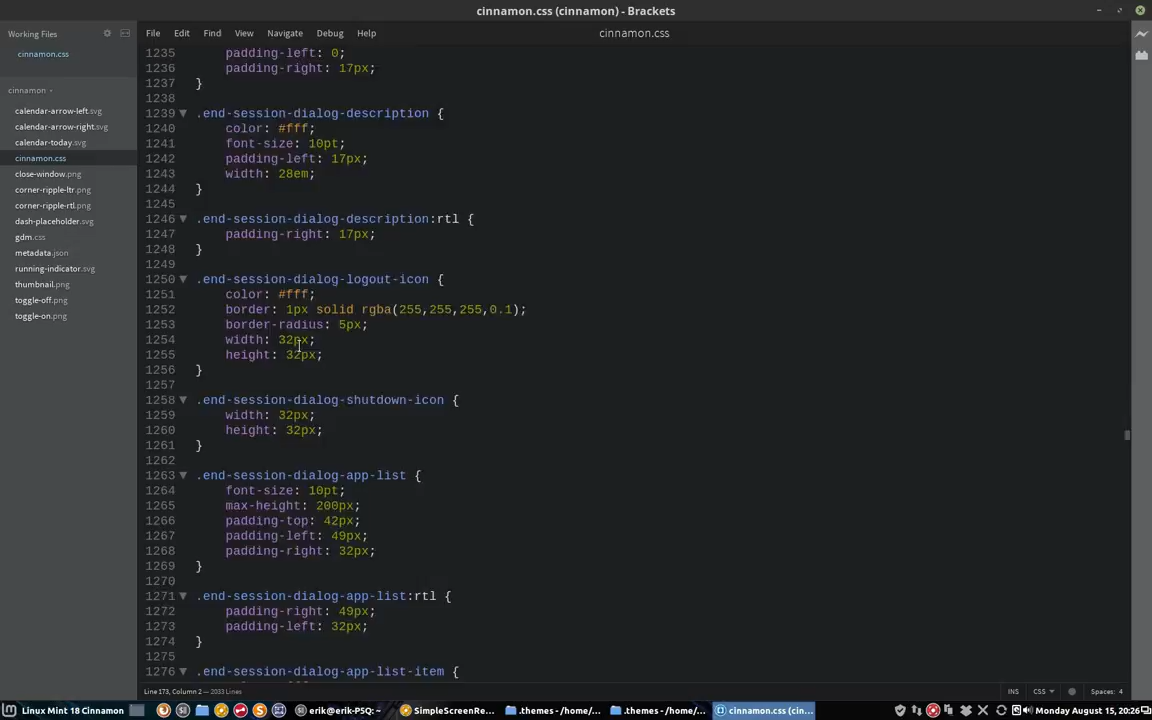 cinnamon.css (cinnamon) - Brackets
Working Files
cinnamon.css
cinnamon
calendar-arrow-left.svg
calendar-arrow-right.svg
calendar-today.svg
cinnamon.css
close-window.png
corner-ripple-ltr.png
corner-ripple-rtl.png
dash-placeholder.svg
gdm.css
metadata.json
running-indicator.svg
thumbnail.png
toggle-off.png
toggle-on.png
File Edit Find View Navigate Debug Help
cinnamon.css
1235 padding-left: 0;
1236 padding-right: 17px;
1237 }
1238
1239 .end-session-dialog-description {
1240 color: #fff;
1241 font-size: 10pt;
1242 padding-left: 17px;
1243 width: 28em;
1244 }
1245
1246 .end-session-dialog-description:rtl {
1247 padding-right: 17px;
1248 }
1249
1250 .end-session-dialog-logout-icon {
1251 color: #fff;
1252 border: 1px solid rgba(255,255,255,0.1);
1253 border-radius: 5px;
1254 width: 32px;
1255 height: 32px;
1256 }
1257
1258 .end-session-dialog-shutdown-icon {
1259 width: 32px;
1260 height: 32px;
1261 }
1262
1263 .end-session-dialog-app-list {
1264 font-size: 10pt;
1265 max-height: 200px;
1266 padding-top: 42px;
1267 padding-left: 49px;
1268 padding-right: 32px;
1269 }
1270
1271 .end-session-dialog-app-list:rtl {
1272 padding-right: 49px;
1273 padding-left: 32px;
1274 }
1275
1276 .end-session-dialog-app-list-item {
Line 173, Column 2 — 2033 Lines
INS CSS Spaces: 4
Linux Mint 18 Cinnamon erik@erik-P5Q: ~ SimpleScreenRe... .themes - /home/... .themes - /home/... cinnamon.css (cin... Monday August 15, 20:26